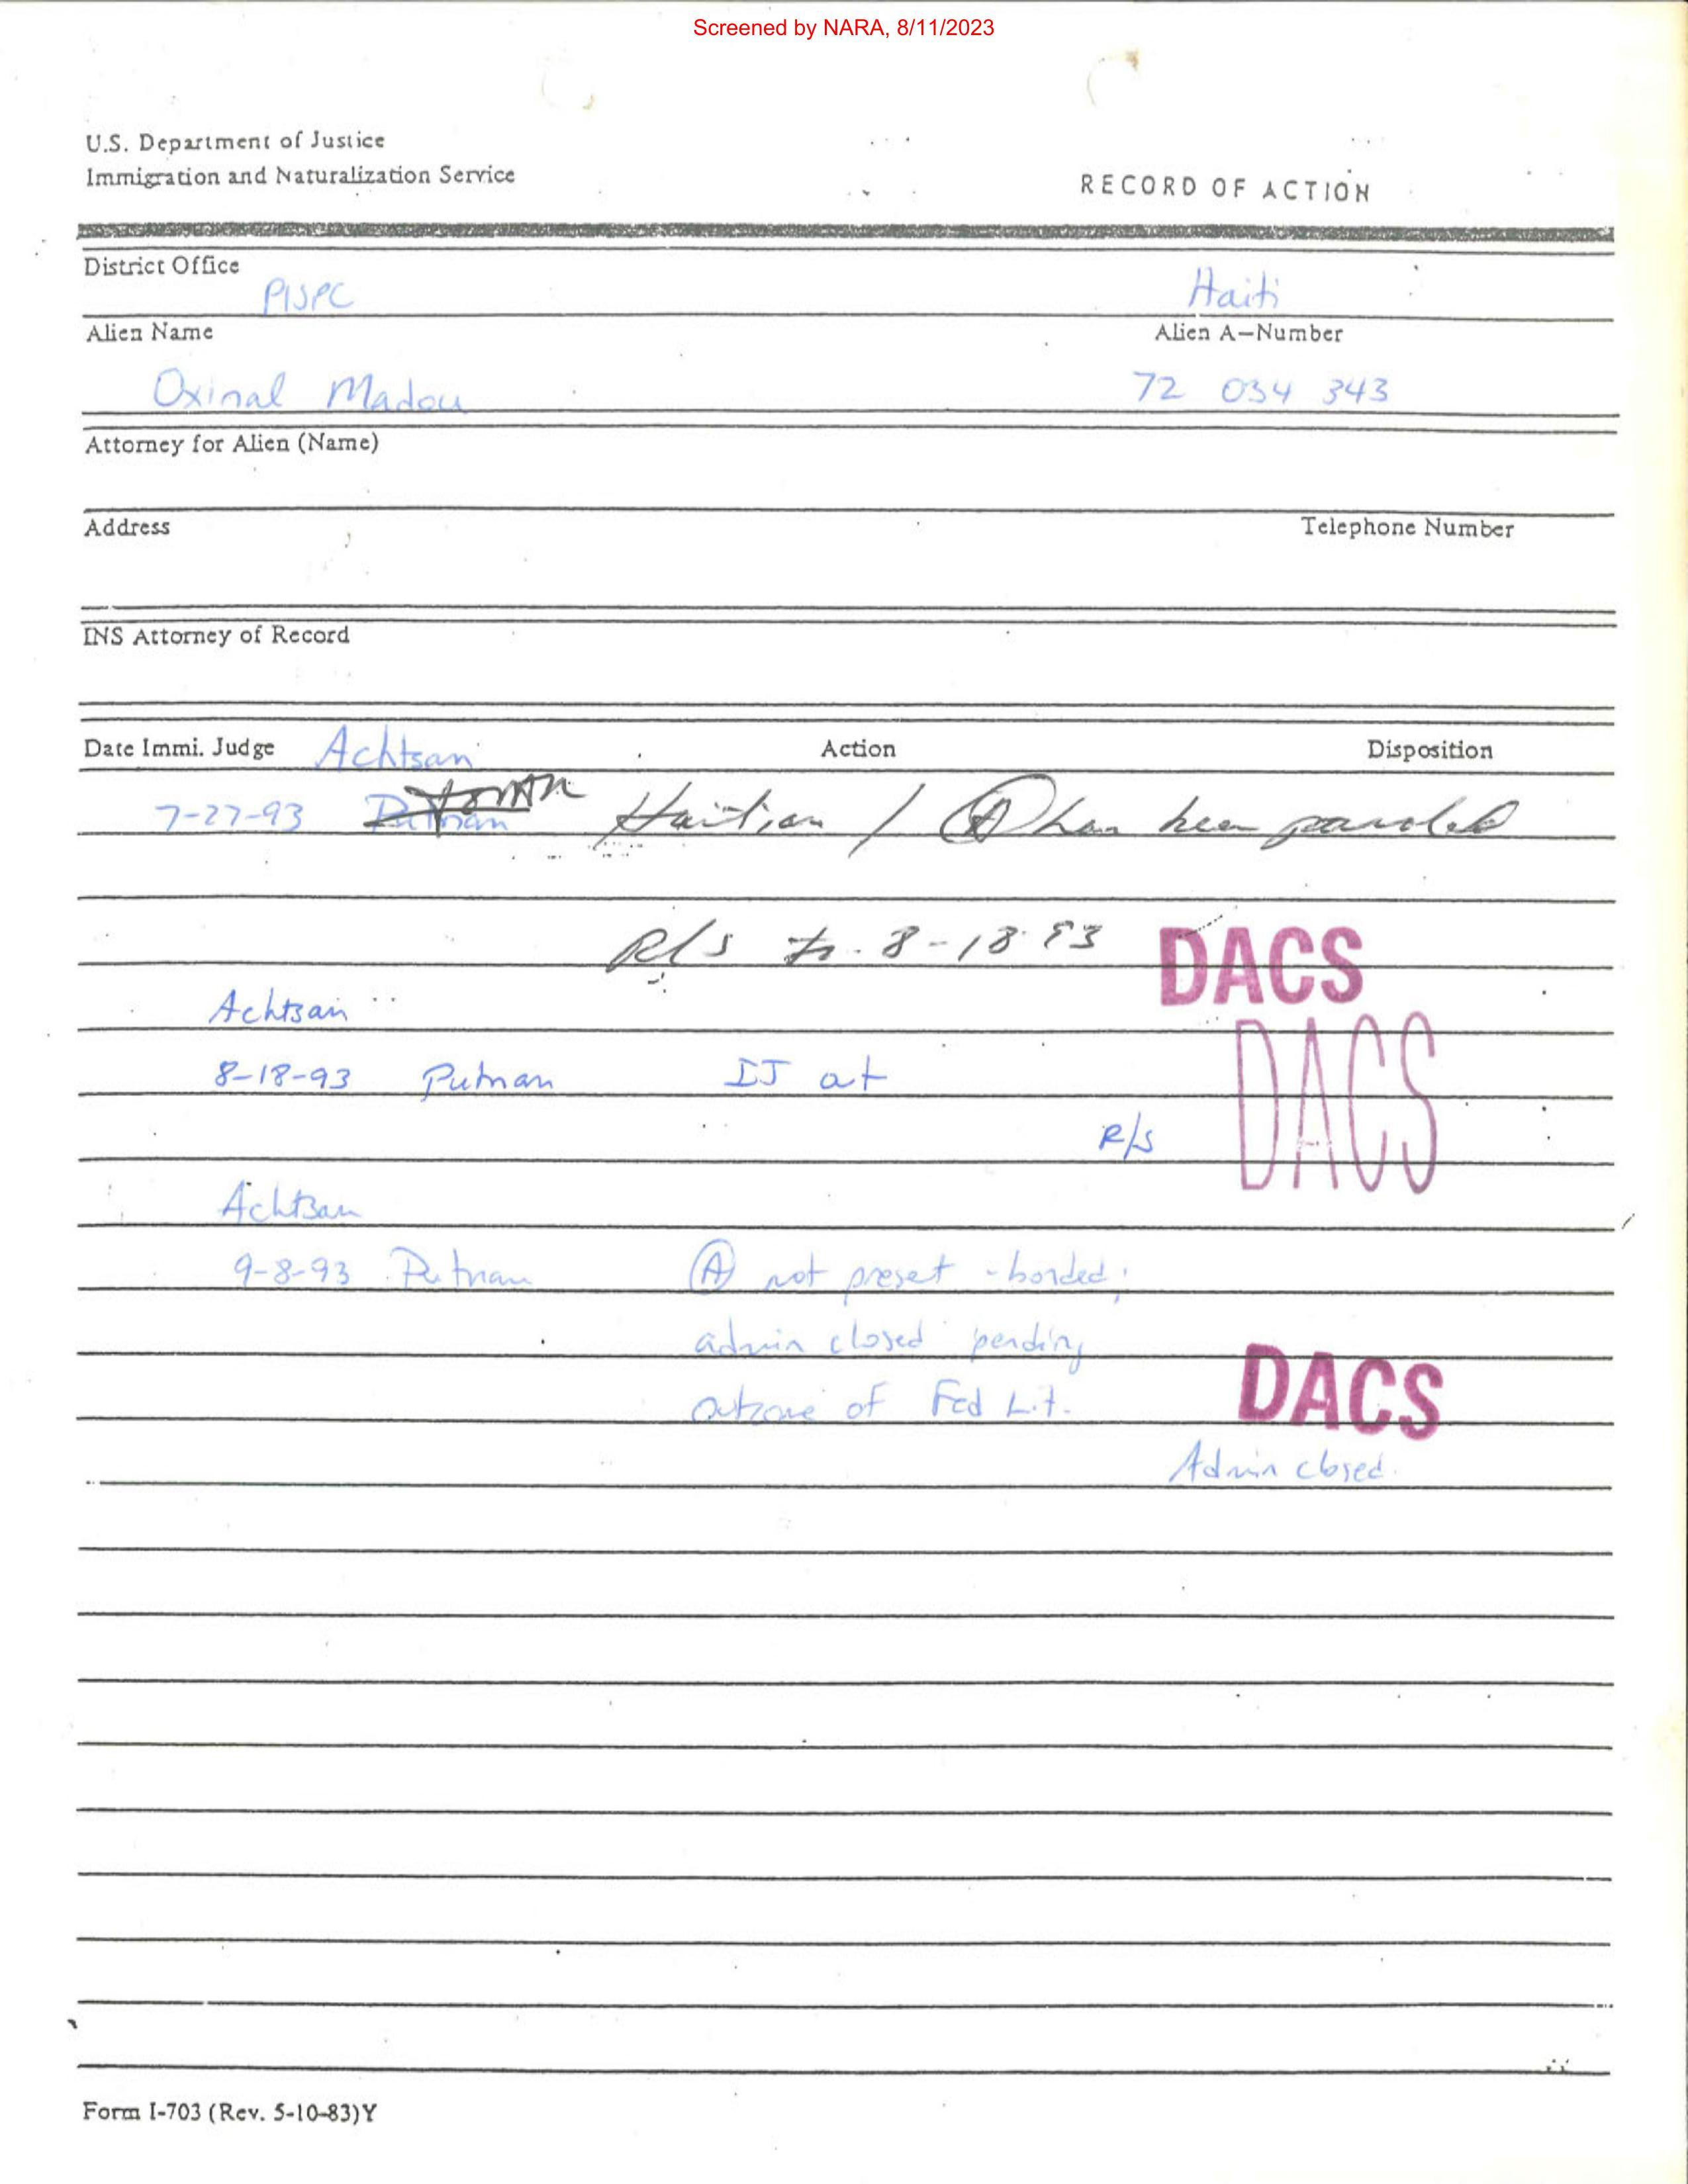 Screened by NARA, 8/11/2023
U.S. Department of Justice
Immigration and Naturalization Service
RECORD OF ACTION
District Office
PISPC Haiti
Alien Name Alien A-Number
Oxinal Madou 72 034 343
Attorney for Alien (Name)
Address Telephone Number
INS Attorney of Record
Date Immi. Judge Achtsan Action Disposition
7-27-93 Haitian / A has been paroled
R/S to 8-18-93 DACS
Achtsan
DACS
8-18-93 Putnan IJ at
R/S
Achtsan
9-8-93 Putnan A not preset - bonded;
admin closed pending
DACS
outcome of Fed Lit.
Admin closed.
Form I-703 (Rev. 5-10-83)Y